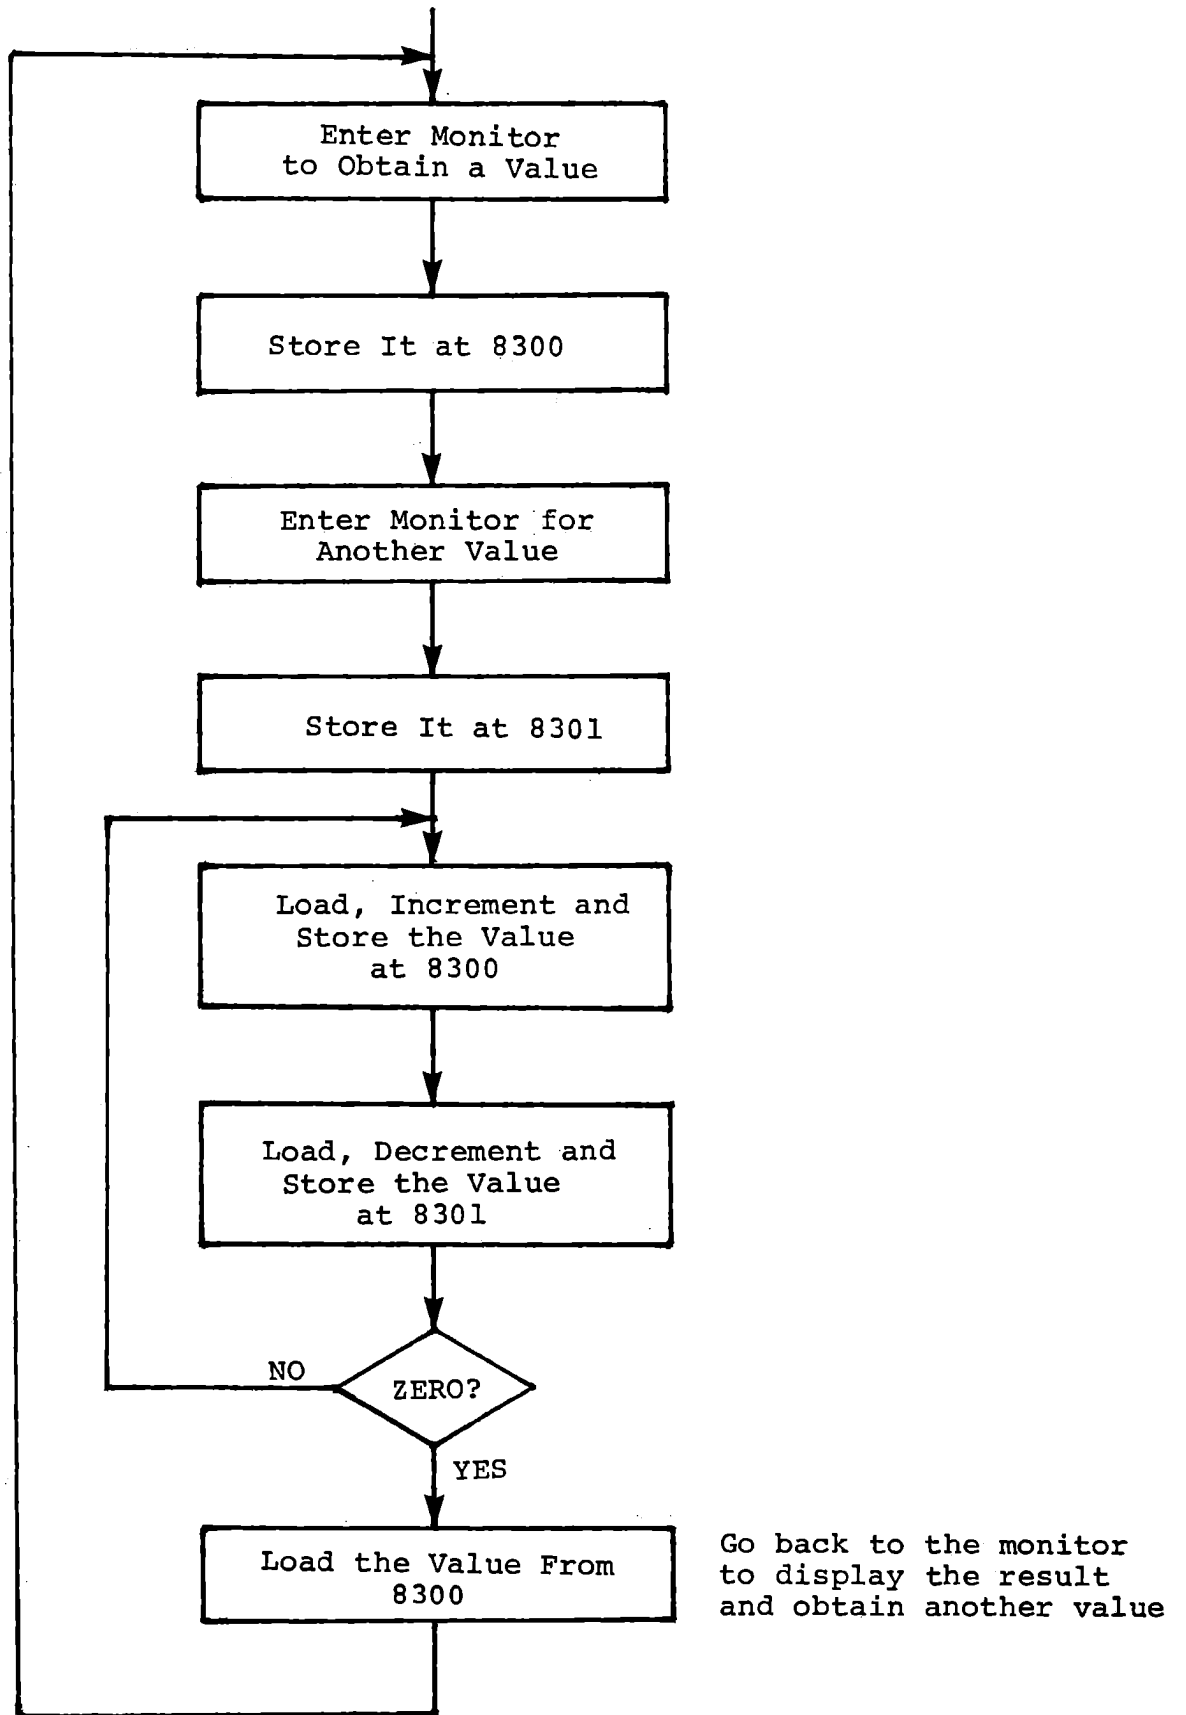 Enter Monitor
to Obtain a Value
Store It at 8300
Enter Monitor for
Another Value
Store It at 8301
Load, Increment and
Store the Value
at 8300
Load, Decrement and
Store the Value
at 8301
NO
ZERO?
YES
Load the Value From
8300
Go back to the monitor
to display the result
and obtain another value